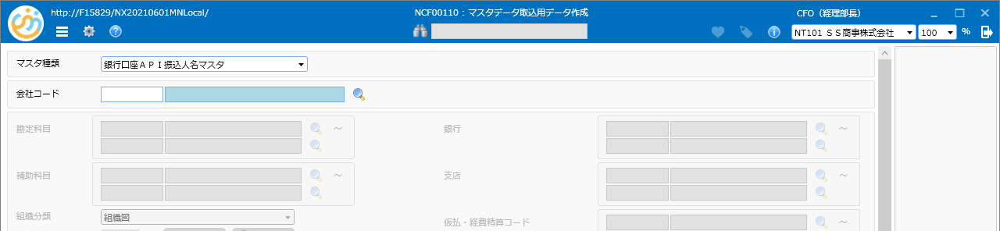 http://F15829/NX20210601MNLocal/
NCF00110：マスタデータ取込用データ作成
CFO（経理部長）
NT101 ＳＳ商事株式会社
100
%
マスタ種類
銀行口座ＡＰＩ振込人名マスタ
会社コード
勘定科目
～
銀行
～
補助科目
～
支店
～
組織分類
組織図
仮払・経費精算コード
～